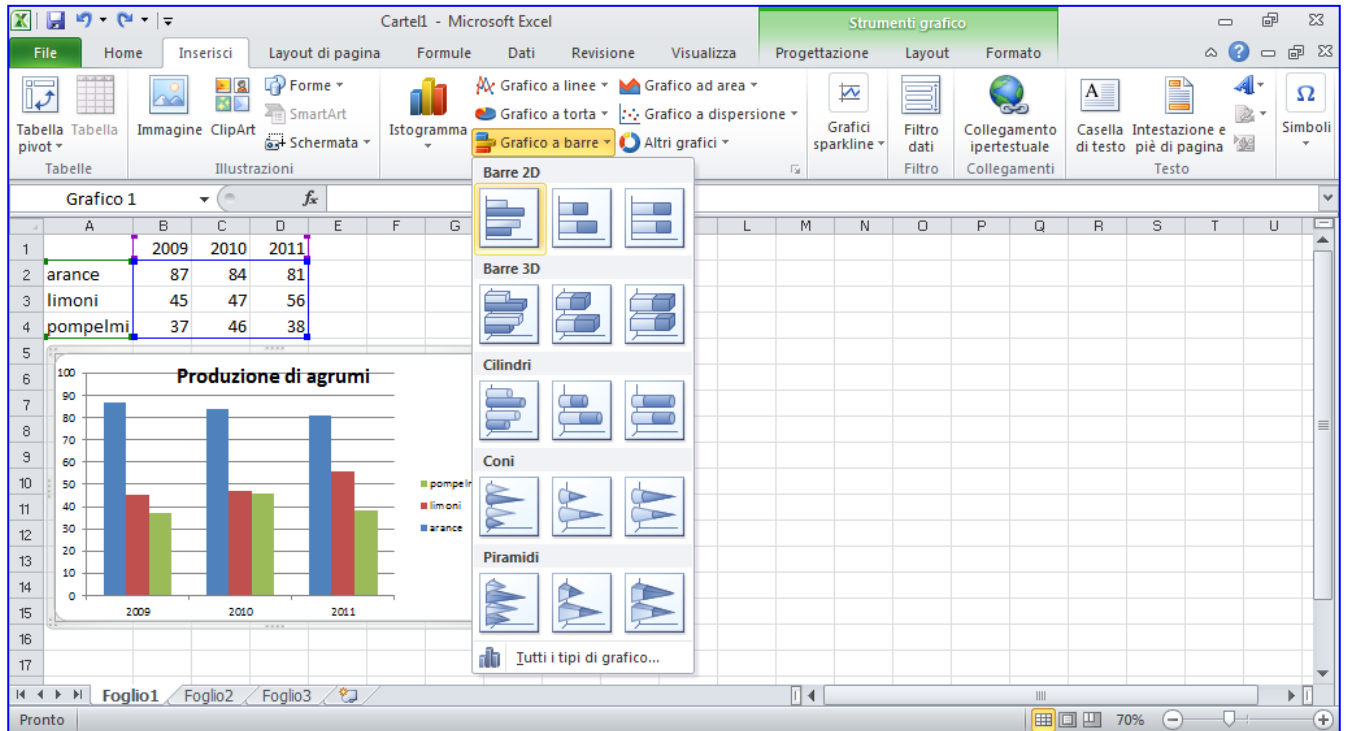 Cartel1 - Microsoft Excel
Strumenti grafico
File Home Inserisci Layout di pagina Formule Dati Revisione Visualizza Progettazione Layout Formato
Tabella pivot
Tabella
Tabelle
Immagine
ClipArt
Forme
SmartArt
Schermata
Illustrazioni
Istogramma
Grafico a linee
Grafico a torta
Grafico a barre
Grafico ad area
Grafico a dispersione
Altri grafici
Grafici sparkline
Filtro dati
Filtro
Collegamento ipertestuale
Collegamenti
Casella di testo
Intestazione e piè di pagina
Testo
Ω
Simboli
Grafico 1
fx
A B C D E F G L M N O P Q R S T U
1 2009 2010 2011
2 arance 87 84 81
3 limoni 45 47 56
4 pompelmi 37 46 38
5
6
7
8
9
10
11
12
13
14
15
16
17
Produzione di agrumi
100
90
80
70
60
50
40
30
20
10
0
2009 2010 2011
pompelm
limoni
arance
Barre 2D
Barre 3D
Cilindri
Coni
Piramidi
Tutti i tipi di grafico...
Foglio1 Foglio2 Foglio3
Pronto
70%